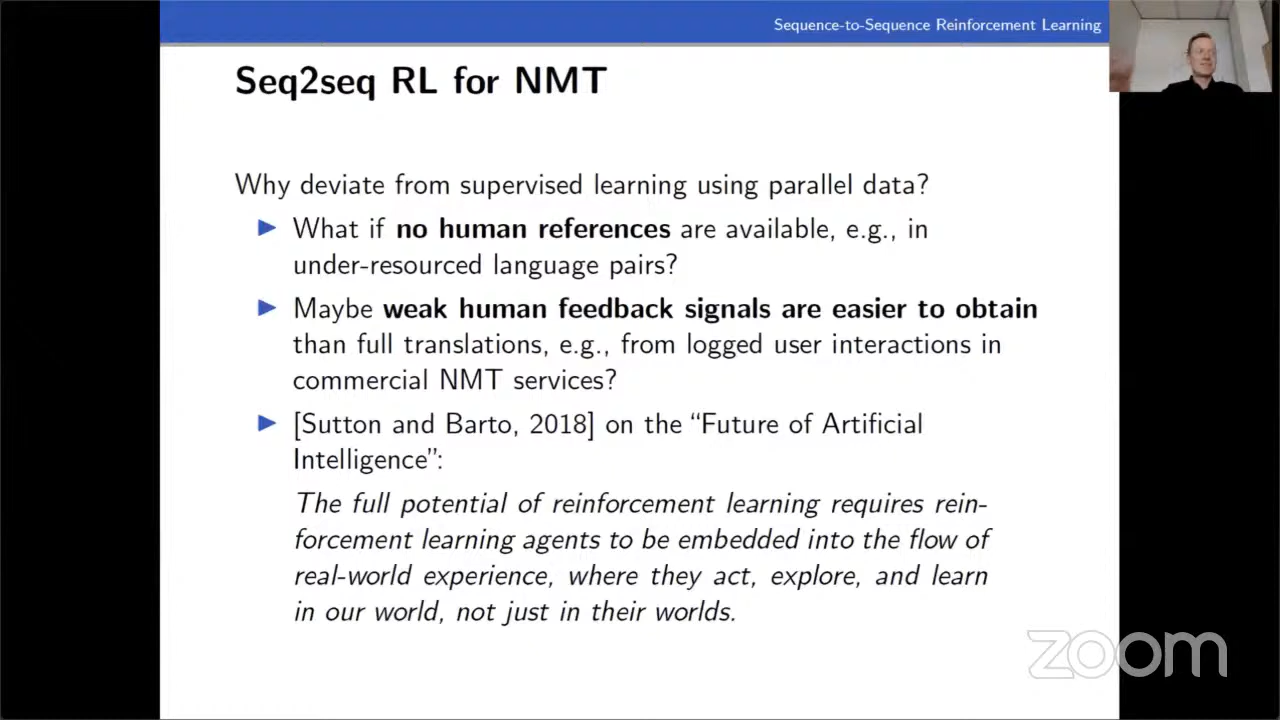 Sequence-to-Sequence Reinforcement Learning
Seq2seq RL for NMT
Why deviate from supervised learning using parallel data?
What if no human references are available, e.g., in
under-resourced language pairs?
Maybe weak human feedback signals are easier to obtain
than full translations, e.g., from logged user interactions in
commercial NMT services?
[Sutton and Barto, 2018] on the “Future of Artificial
Intelligence”:
The full potential of reinforcement learning requires rein-
forcement learning agents to be embedded into the flow of
real-world experience, where they act, explore, and learn
in our world, not just in their worlds.
zoom